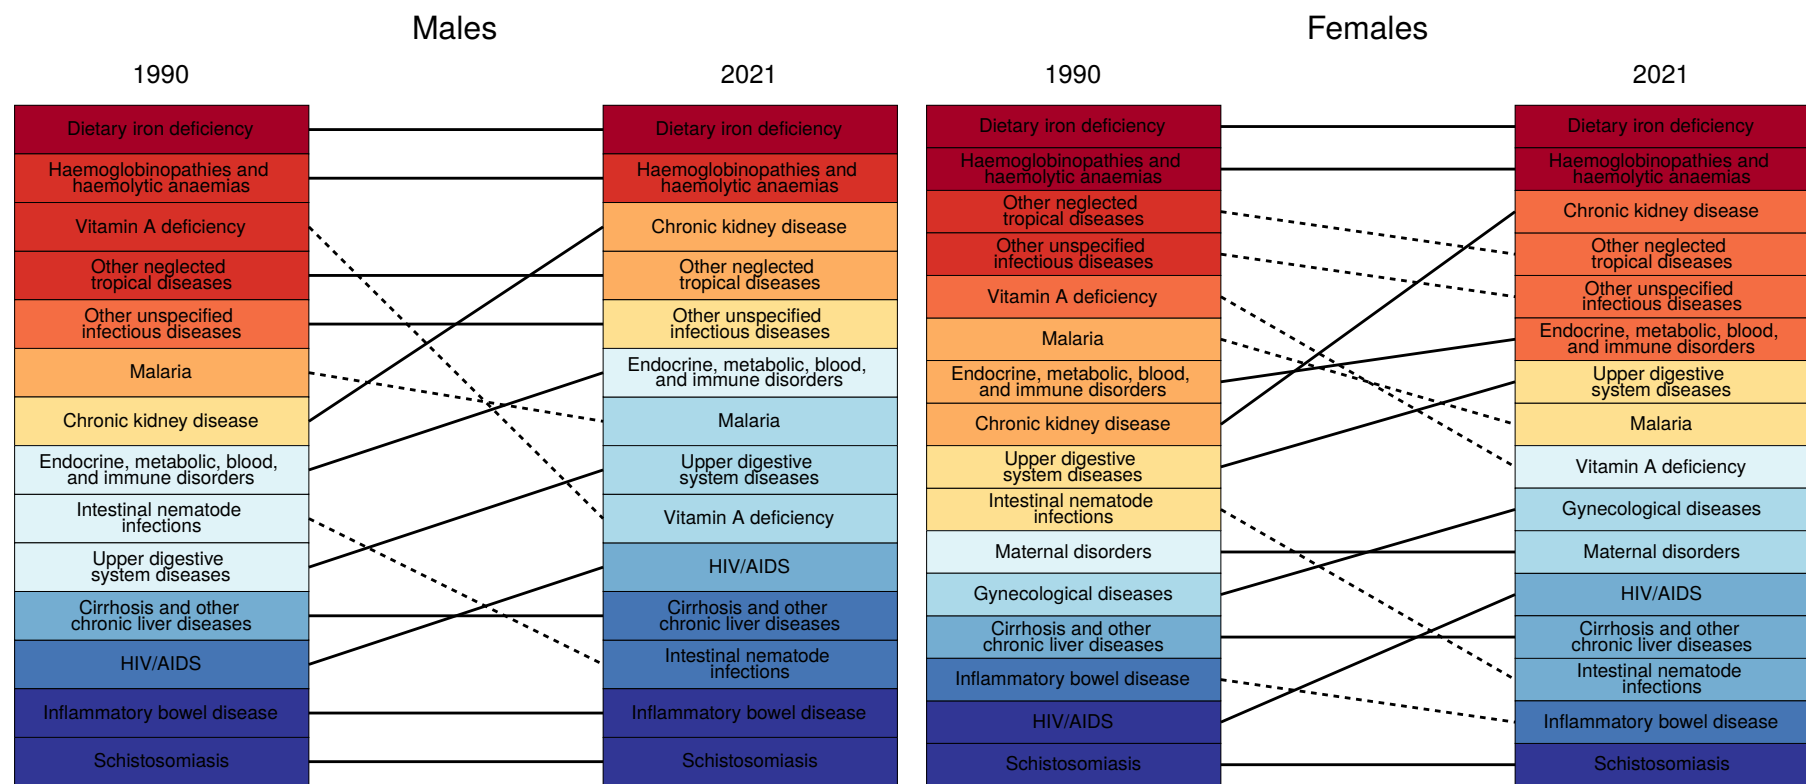 Males
1990
2021
Dietary iron deficiency
Haemoglobinopathies and
haemolytic anaemias
Vitamin A deficiency
Other neglected
tropical diseases
Other unspecified
infectious diseases
Malaria
Chronic kidney disease
Endocrine, metabolic, blood,
and immune disorders
Intestinal nematode
infections
Upper digestive
system diseases
Cirrhosis and other
chronic liver diseases
HIV/AIDS
Inflammatory bowel disease
Schistosomiasis
Dietary iron deficiency
Haemoglobinopathies and
haemolytic anaemias
Chronic kidney disease
Other neglected
tropical diseases
Other unspecified
infectious diseases
Endocrine, metabolic, blood,
and immune disorders
Malaria
Upper digestive
system diseases
Vitamin A deficiency
HIV/AIDS
Cirrhosis and other
chronic liver diseases
Intestinal nematode
infections
Inflammatory bowel disease
Schistosomiasis
Females
1990
2021
Dietary iron deficiency
Haemoglobinopathies and
haemolytic anaemias
Other neglected
tropical diseases
Other unspecified
infectious diseases
Vitamin A deficiency
Malaria
Endocrine, metabolic, blood,
and immune disorders
Chronic kidney disease
Upper digestive
system diseases
Intestinal nematode
infections
Maternal disorders
Gynecological diseases
Cirrhosis and other
chronic liver diseases
Inflammatory bowel disease
HIV/AIDS
Schistosomiasis
Dietary iron deficiency
Haemoglobinopathies and
haemolytic anaemias
Chronic kidney disease
Other neglected
tropical diseases
Other unspecified
infectious diseases
Endocrine, metabolic, blood,
and immune disorders
Upper digestive
system diseases
Malaria
Vitamin A deficiency
Gynecological diseases
Maternal disorders
HIV/AIDS
Cirrhosis and other
chronic liver diseases
Intestinal nematode
infections
Inflammatory bowel disease
Schistosomiasis